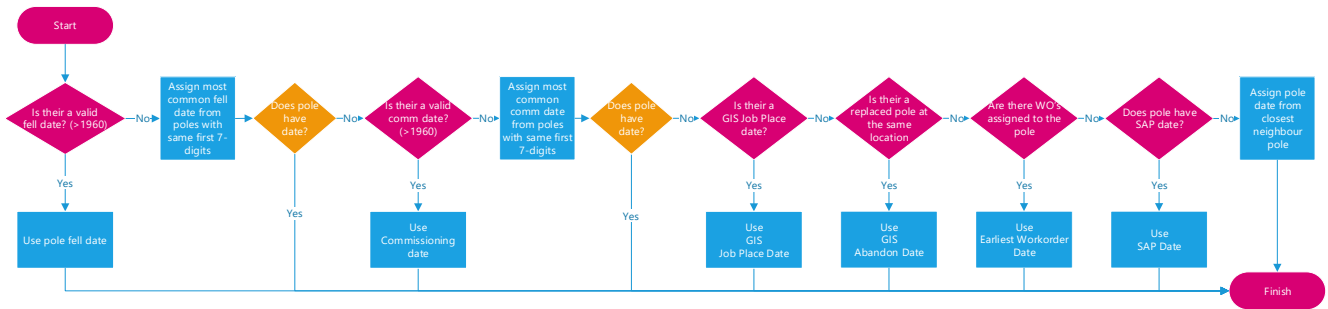 Start
Is their a valid
fell date? (>1960)
No
Assign most
common fell
date from
poles with
same first 7-
digits
Does pole
have
date?
No
Is their a valid
comm date?
(>1960)
No
Assign most
common
comm date
from poles
with same first
7-digits
Does pole
have
date?
No
Is their a
GIS Job Place
date?
No
Is their a
replaced pole at
the same
location
No
Are there WO's
assigned to the
pole
No
Does pole have
SAP date?
No
Assign pole
date from
closest
neighbour
pole
Yes
Yes
Yes
Yes
Yes
Yes
Yes
Yes
Use pole fell date
Use
Commissioning
date
Use
GIS
Job Place Date
Use
GIS
Abandon Date
Use
Earliest Workorder
Date
Use
SAP Date
Finish